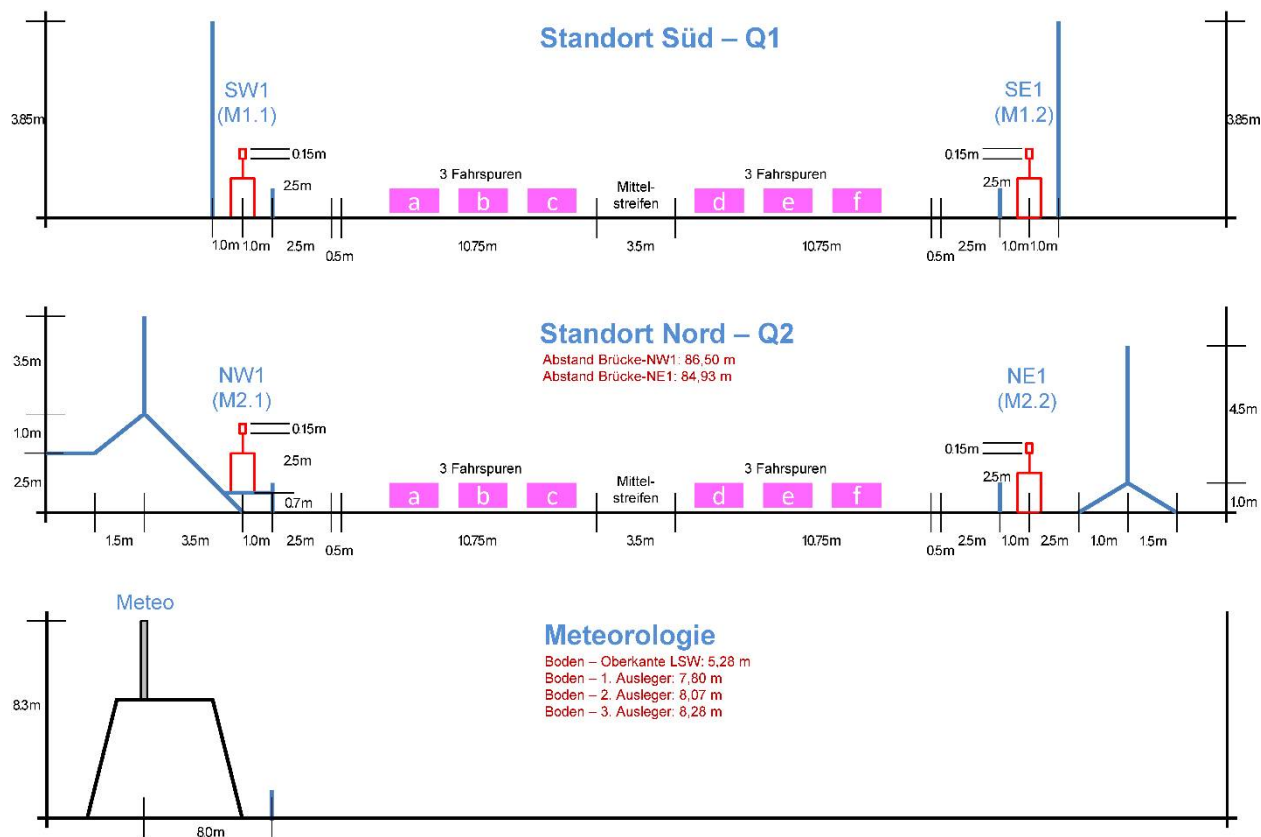 Standort Süd – Q1
SW1
(M1.1)
SE1
(M1.2)
3.85m
3.85m
0.15m
0.15m
2.5m
2.5m
3 Fahrspuren
Mittel-
streifen
3 Fahrspuren
a b c d e f
1.0m 1.0m 2.5m 0.5m 10.75m 3.5m 10.75m 0.5m 2.5m 1.0m 1.0m
Standort Nord – Q2
Abstand Brücke-NW1: 86,50 m
Abstand Brücke-NE1: 84,93 m
NW1
(M2.1)
NE1
(M2.2)
3.5m
1.0m
2.5m
0.15m
2.5m
0.7m
0.15m
2.5m
4.5m
1.0m
3 Fahrspuren
Mittel-
streifen
3 Fahrspuren
a b c d e f
1.5m 3.5m 1.0m 2.5m 0.5m 10.75m 3.5m 10.75m 0.5m 2.5m 1.0m 2.5m 1.0m 1.5m
Meteo
Meteorologie
Boden – Oberkante LSW: 5,28 m
Boden – 1. Ausleger: 7,80 m
Boden – 2. Ausleger: 8,07 m
Boden – 3. Ausleger: 8,28 m
8.3m
8.0m